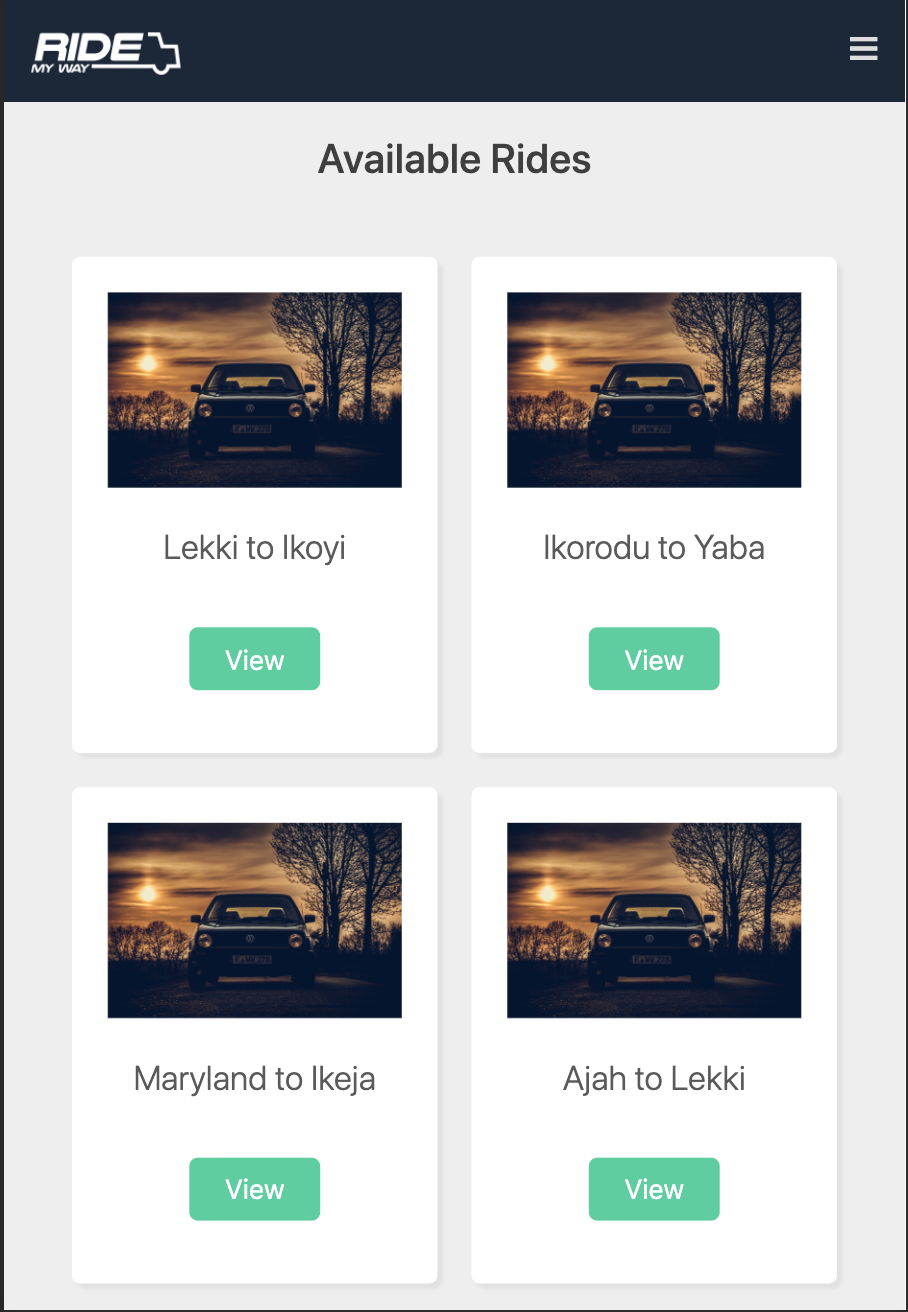 RIDE
MY WAY
Available Rides
Lekki to Ikoyi
Ikorodu to Yaba
View
View
Maryland to Ikeja
Ajah to Lekki
View
View